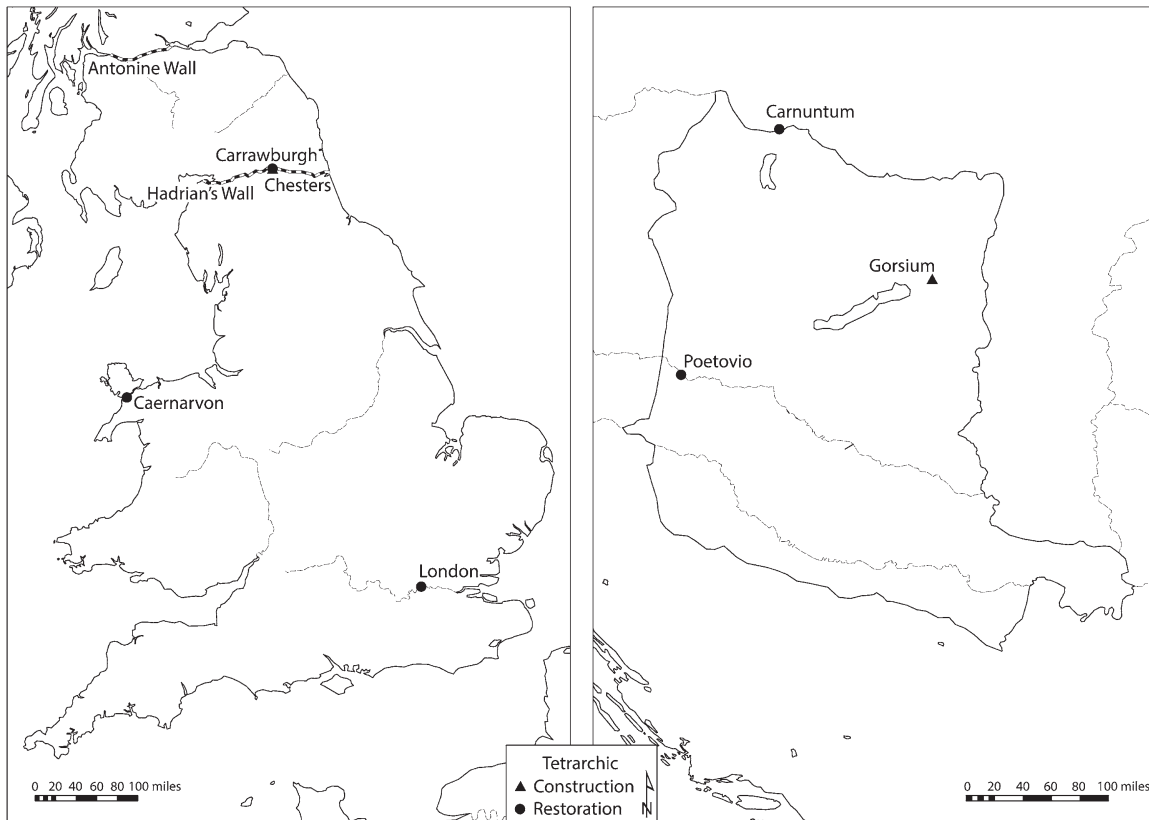 Antonine Wall
Carrawburgh
Hadrian's Wall
Chesters
Caernarvon
London
0 20 40 60 80 100 miles
Carnuntum
Gorsium
Poetovio
0 20 40 60 80 100 miles
Tetrarchic
Construction
Restoration
N